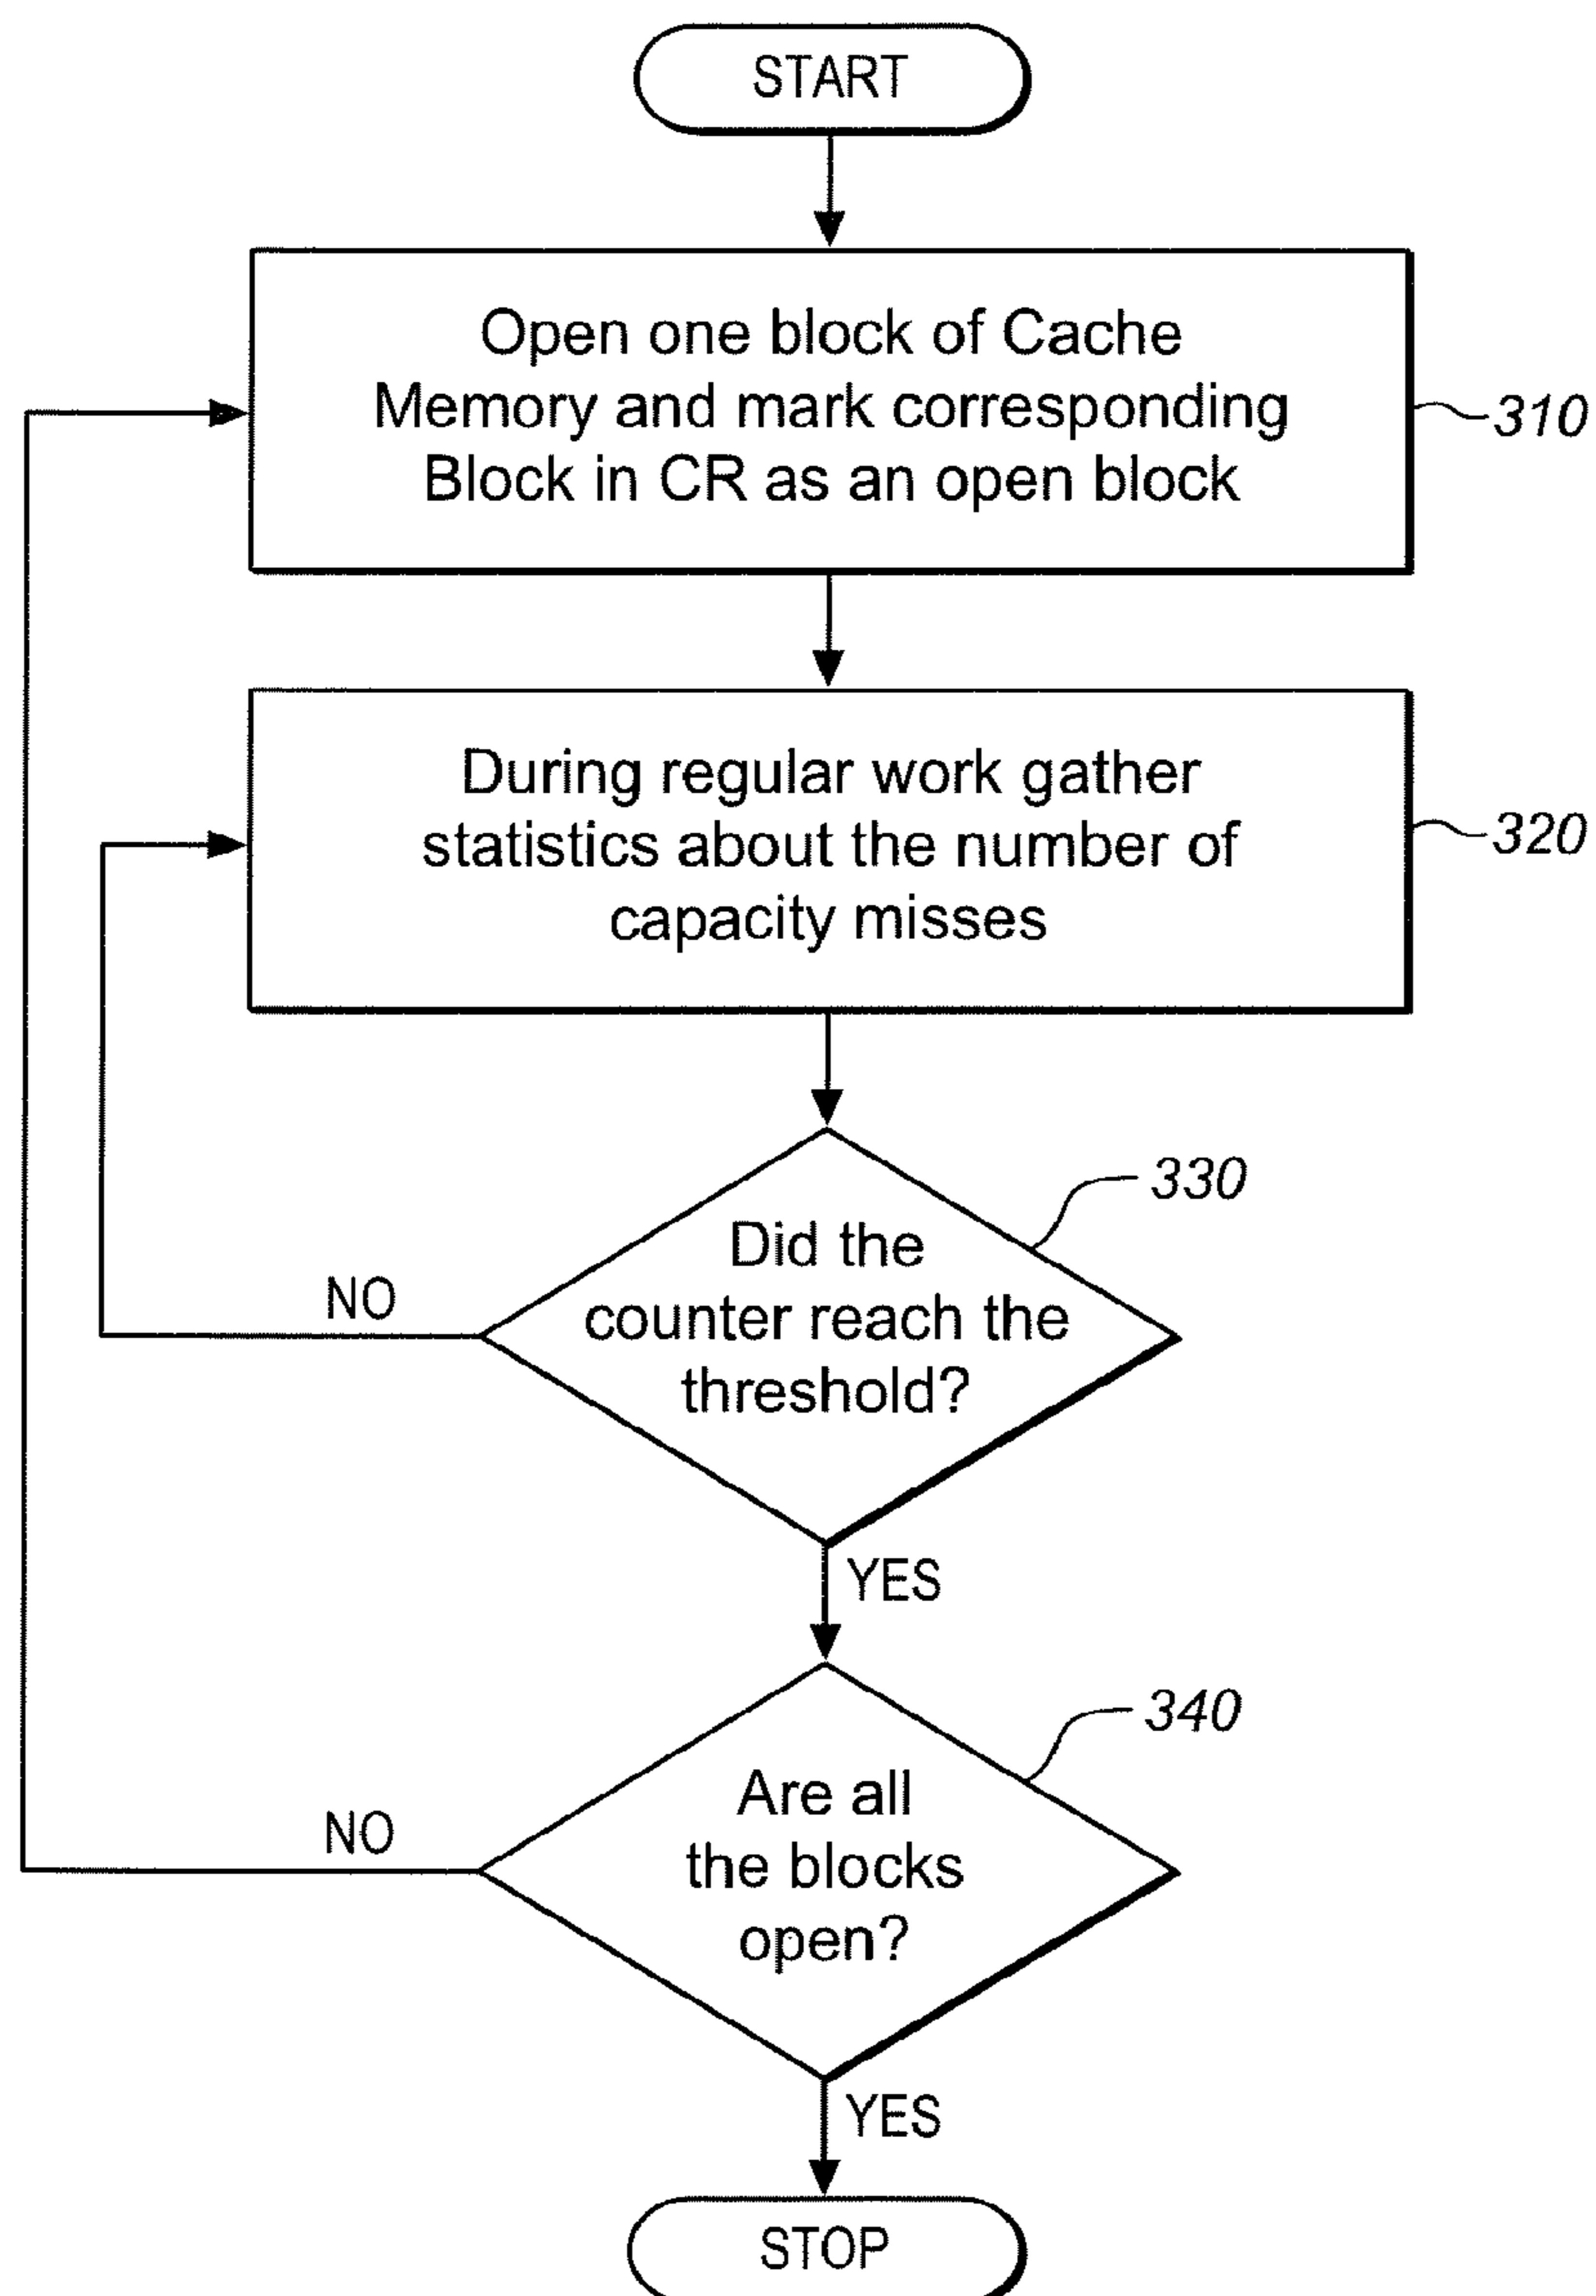 START
Open one block of Cache
Memory and mark corresponding
Block in CR as an open block
310
During regular work gather
statistics about the number of
capacity misses
320
330
Did the
counter reach the
threshold?
NO
YES
340
Are all
the blocks
open?
NO
YES
STOP